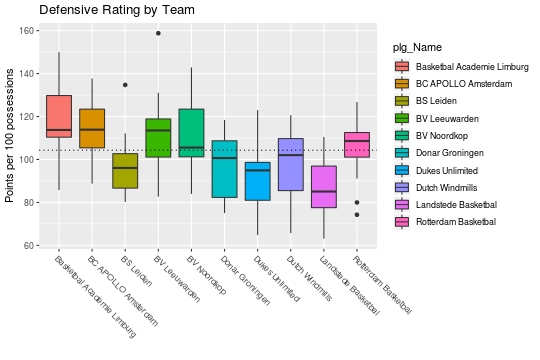 Defensive Rating by Team
Points per 100 possessions
160
140
120
100
80
60
Basketbal Academie Limburg
BC APOLLO Amsterdam
BS Leiden
BV Leeuwarden
BV Noordkop
Donar Groningen
Dukes Unlimited
Dutch Windmills
Landstede Basketbal
Rotterdam Basketbal
plg_Name
Basketbal Academie Limburg
BC APOLLO Amsterdam
BS Leiden
BV Leeuwarden
BV Noordkop
Donar Groningen
Dukes Unlimited
Dutch Windmills
Landstede Basketbal
Rotterdam Basketbal